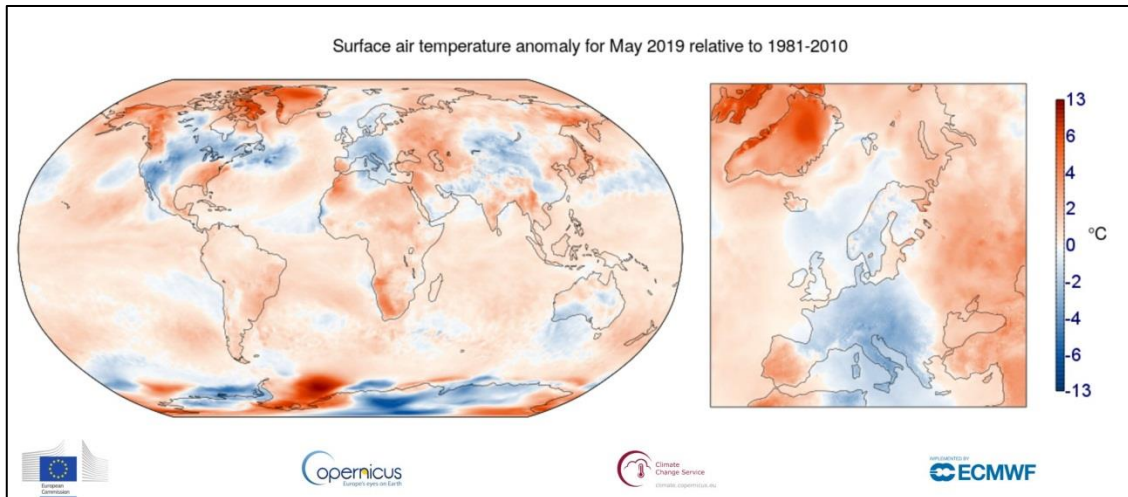 Surface air temperature anomaly for May 2019 relative to 1981-2010
13
6
4
2
0
-2
-4
-6
-13
°C
European
Commission
Copernicus
Europe's eyes on Earth
Climate
Change Service
climate.copernicus.eu
IMPLEMENTED BY
ECMWF